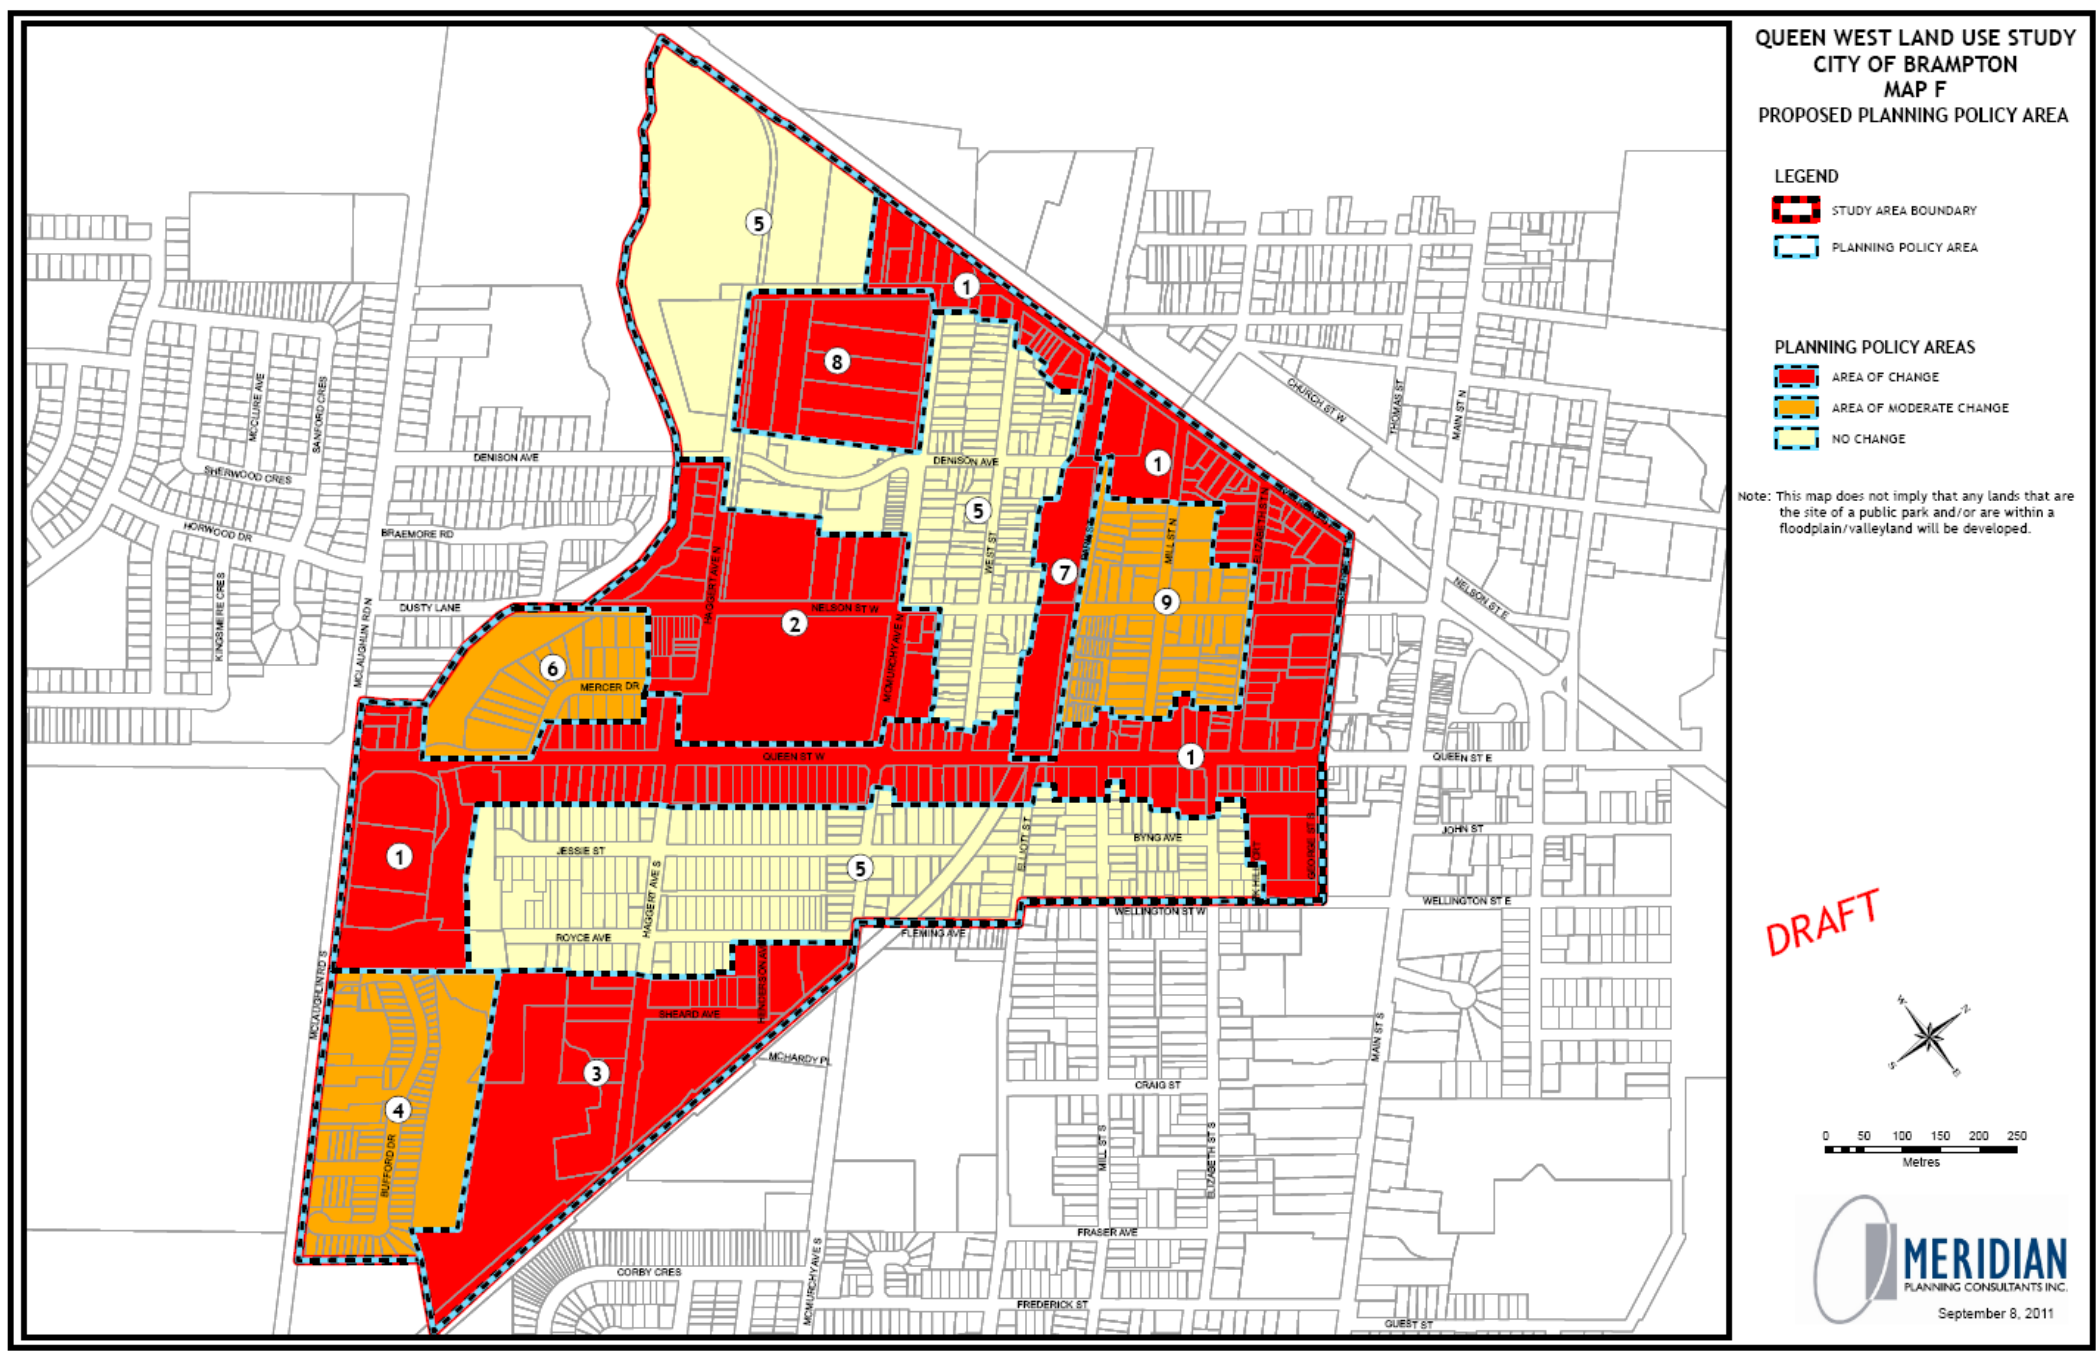 QUEEN WEST LAND USE STUDY
CITY OF BRAMPTON
MAP F
PROPOSED PLANNING POLICY AREA
LEGEND
STUDY AREA BOUNDARY
PLANNING POLICY AREA
PLANNING POLICY AREAS
AREA OF CHANGE
AREA OF MODERATE CHANGE
NO CHANGE
Note: This map does not imply that any lands that are
the site of a public park and/or are within a
floodplain/valleyland will be developed.
DRAFT
W
N
S
E
0 50 100 150 200 250
Metres
MERIDIAN
PLANNING CONSULTANTS INC.
September 8, 2011
5
1
8
1
5
7
9
2
6
1
1
5
3
4
MCCLURE AVE
SANFORD CRES
SHERWOOD CRES
HORWOOD DR
KINGSMERE CRES
MCLAUGHLIN RD N
DENISON AVE
BRAEMORE RD
DUSTY LANE
MERCER DR
HAGGERT AVE N
NELSON ST W
MCMURCHY AVE N
DENISON AVE
WEST ST
MILL ST N
ELIZABETH ST N
CHURCH ST W
THOMAS ST
MAIN ST N
NELSON ST E
QUEEN ST W
QUEEN ST E
JOHN ST
JESSIE ST
HAGGERT AVE S
ROYCE AVE
ELLIOTT ST
BYNG AVE
GEORGE ST S
WELLINGTON ST W
WELLINGTON ST E
FLEMING AVE
MCLAUGHLIN RD S
HENDERSON AV
SHEARD AVE
MCHARDY PL
BUFFORD DR
CRAIG ST
MAIN ST S
MILL ST S
ELIZABETH ST S
FRASER AVE
CORBY CRES
MCMURCHY AVE S
FREDERICK ST
GUEST ST